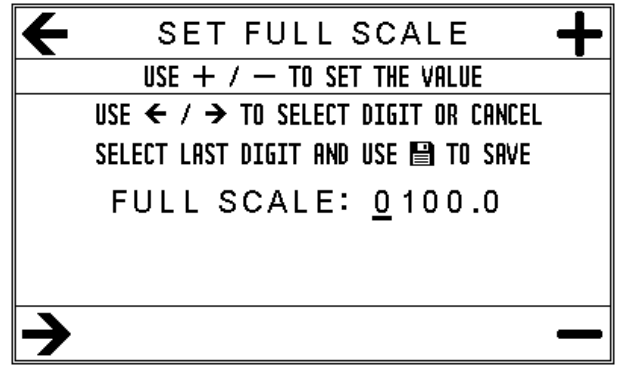 ← SET FULL SCALE +
USE + / − TO SET THE VALUE
USE ← / → TO SELECT DIGIT OR CANCEL
SELECT LAST DIGIT AND USE 💾 TO SAVE
FULL SCALE: 0100.0
→ −